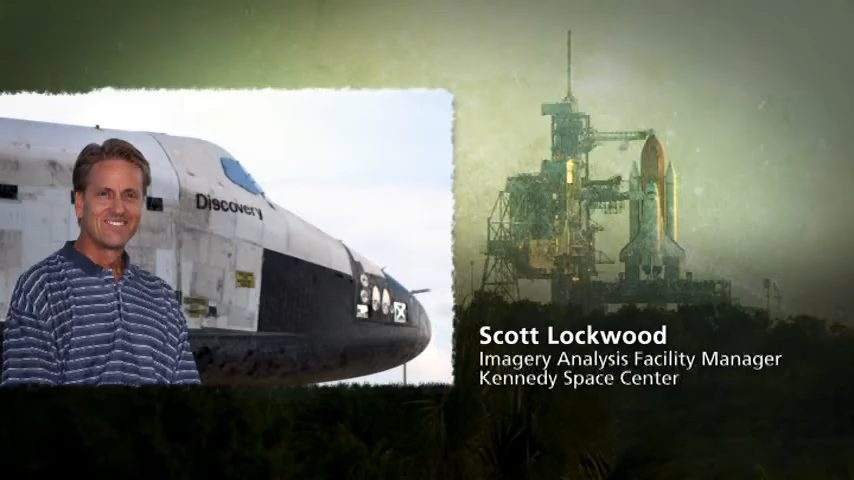 Discovery
Scott Lockwood
Imagery Analysis Facility Manager
Kennedy Space Center